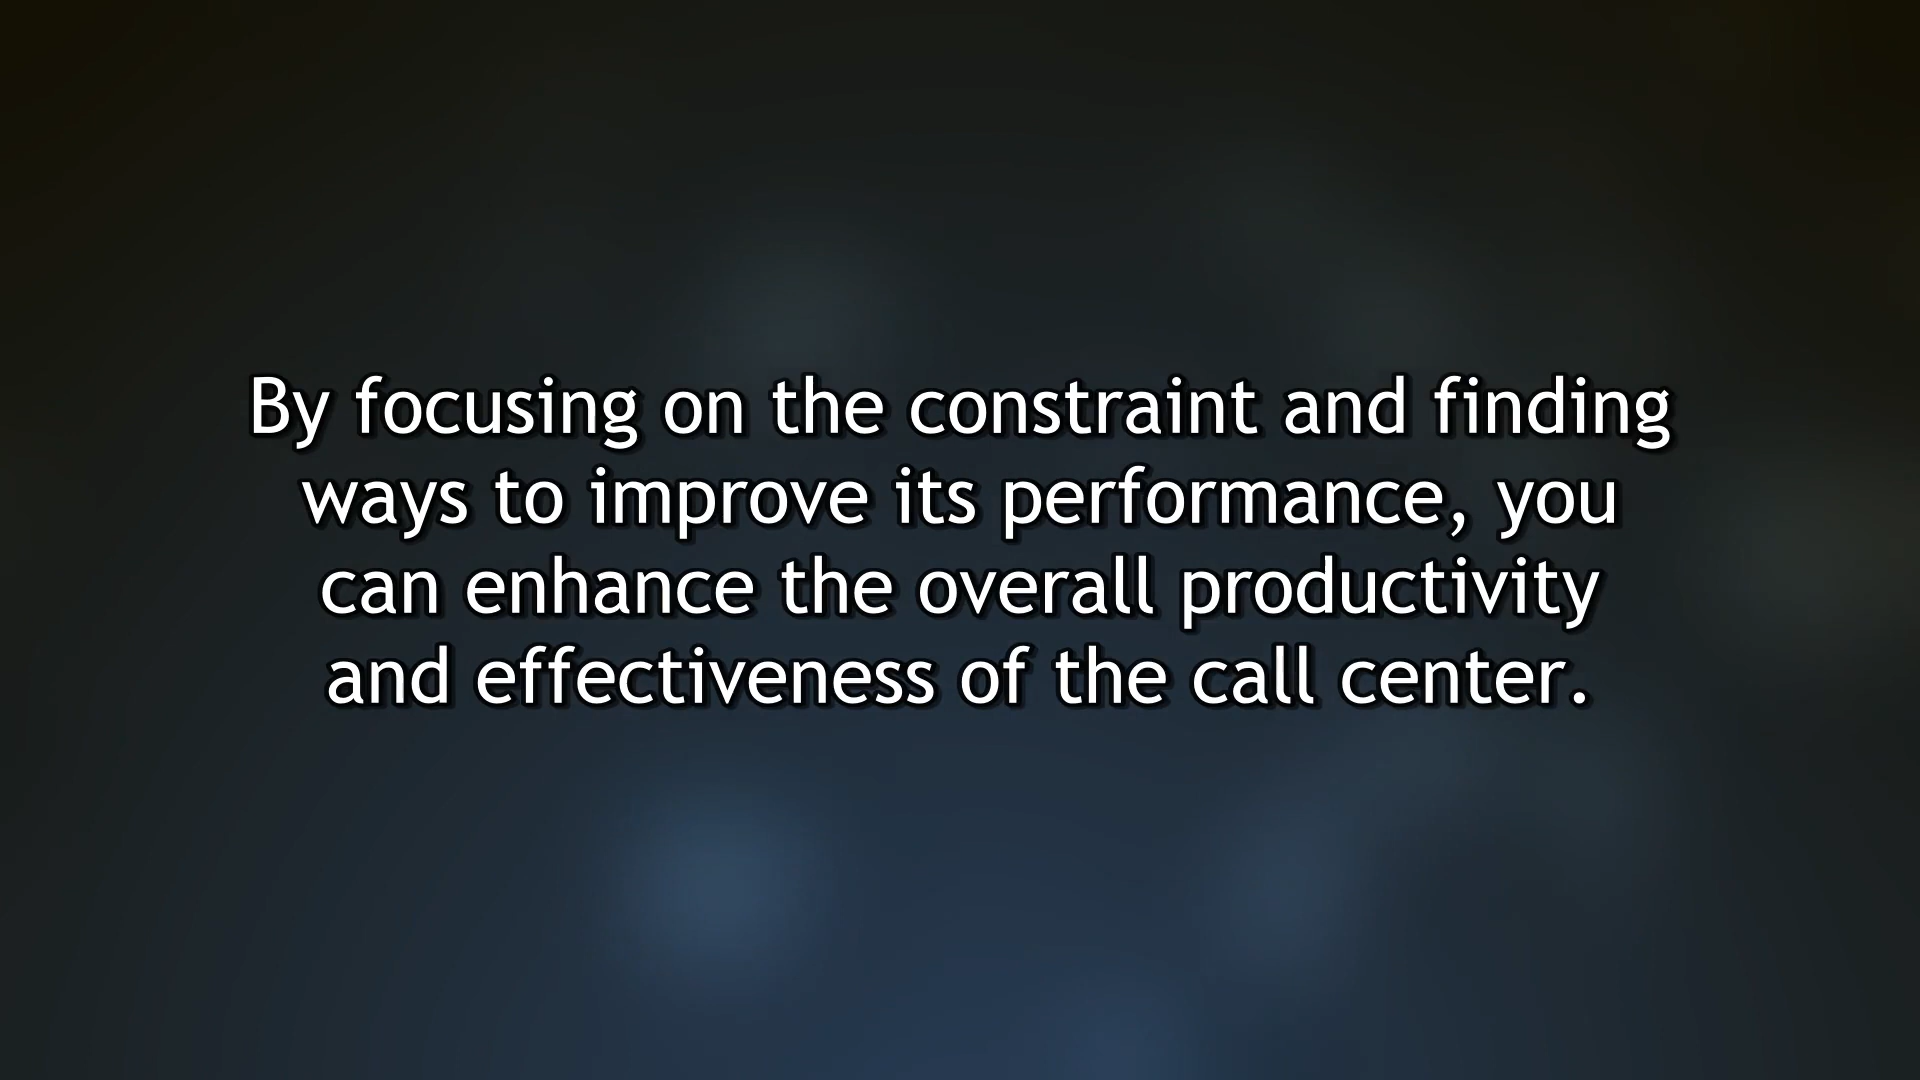 By focusing on the constraint and finding
ways to improve its performance, you
can enhance the overall productivity
and effectiveness of the call center.